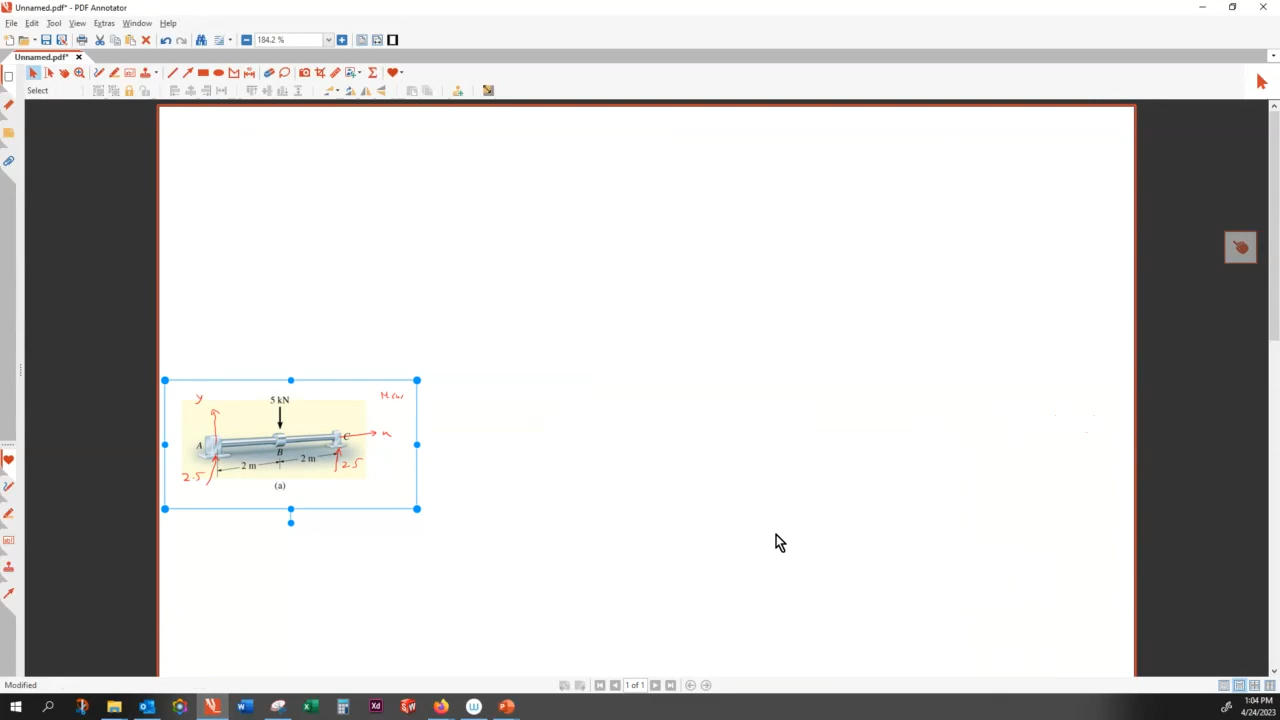 Unnamed.pdf* - PDF Annotator
File Edit Tool View Extras Window Help
184.2 %
Unnamed.pdf*
Select
y
5 kN
A
B
C
2 m
2 m
2.5
2.5
(a)
1 of 1
Modified
1:04 PM
4/24/2023